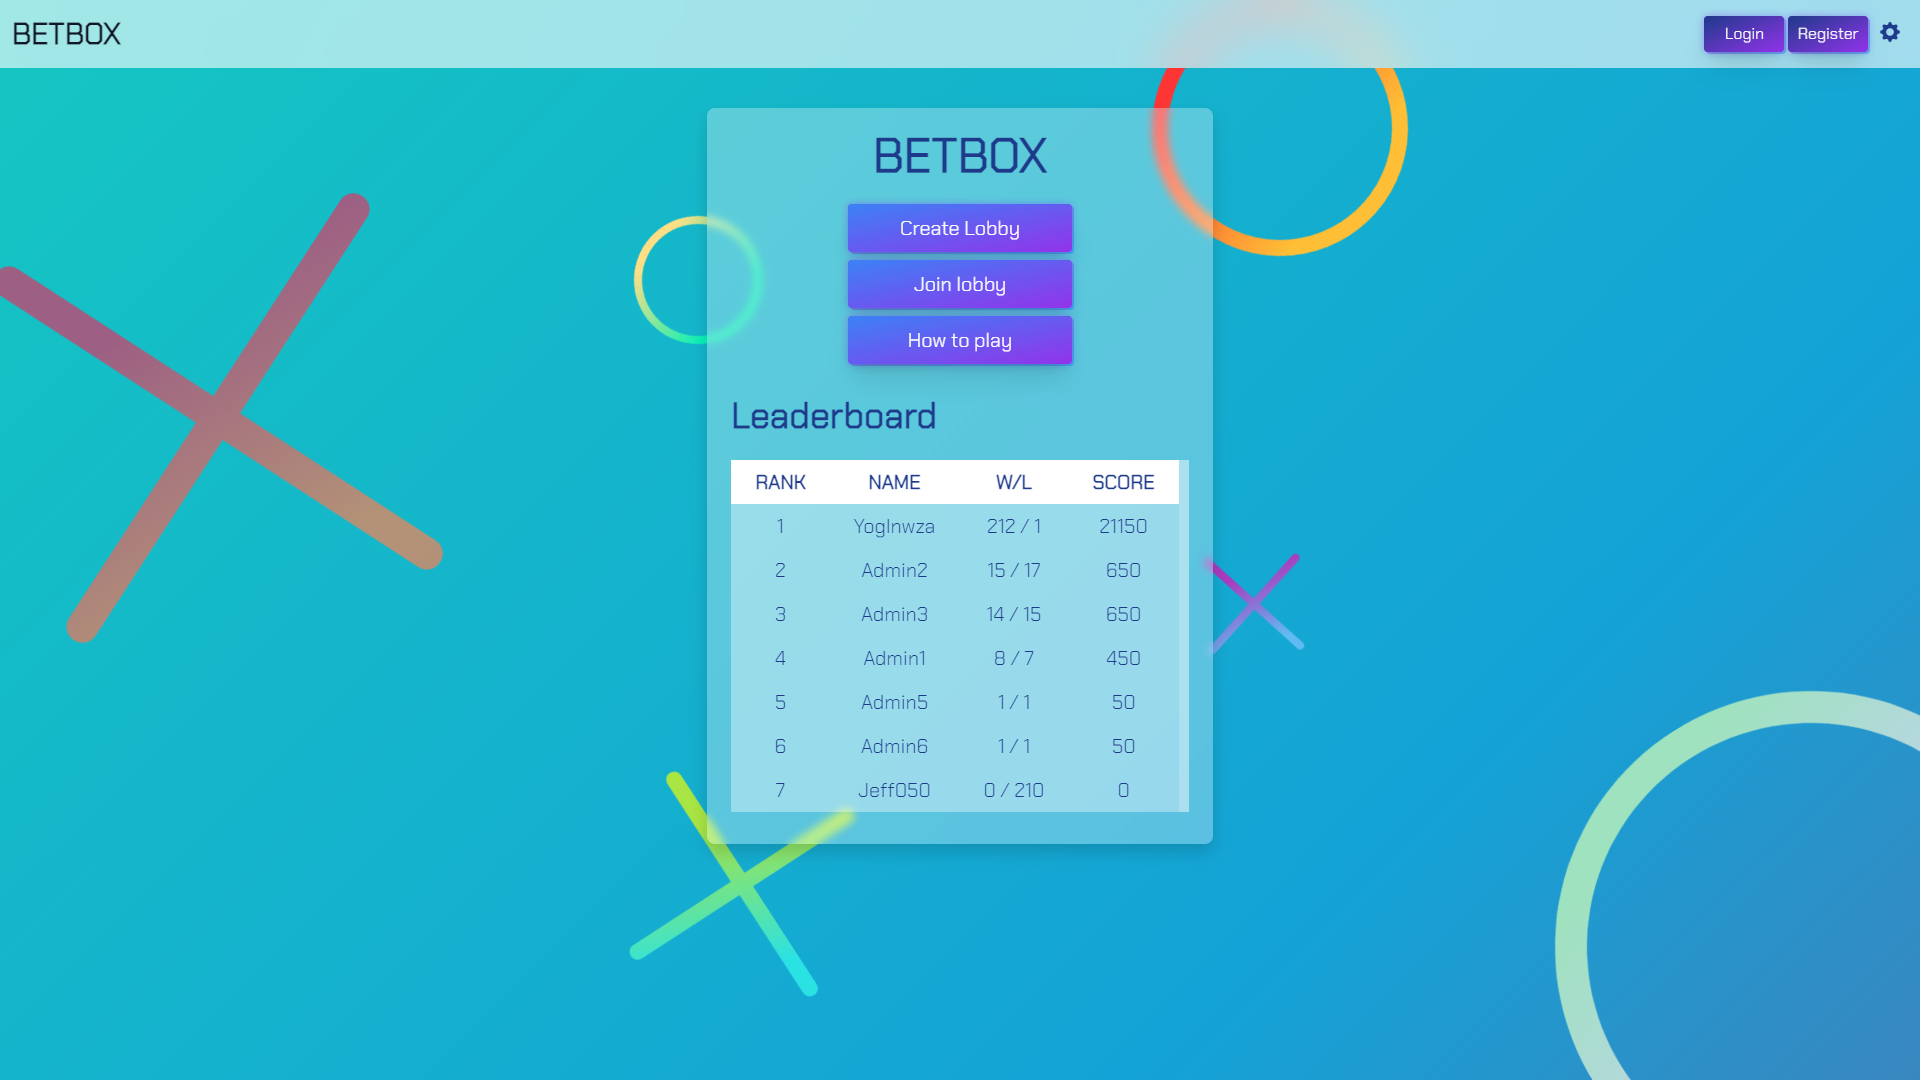 BETBOX
Login Register
BETBOX
Create Lobby
Join lobby
How to play
Leaderboard
RANK NAME W/L SCORE
1 Yoglnwza 212 / 1 21150
2 Admin2 15 / 17 650
3 Admin3 14 / 15 650
4 Admin1 8 / 7 450
5 Admin5 1 / 1 50
6 Admin6 1 / 1 50
7 Jeff050 0 / 210 0